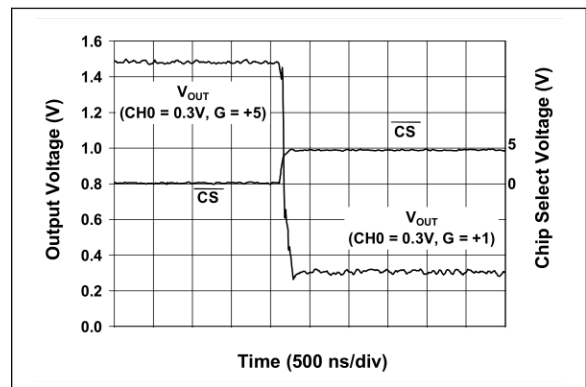 1.6
1.4
1.2
1.0
0.8
0.6
0.4
0.2
0.0
Output Voltage (V)
VOUT
(CH0 = 0.3V, G = +5)
CS
CS
VOUT
(CH0 = 0.3V, G = +1)
5
0
Chip Select Voltage (V)
Time (500 ns/div)